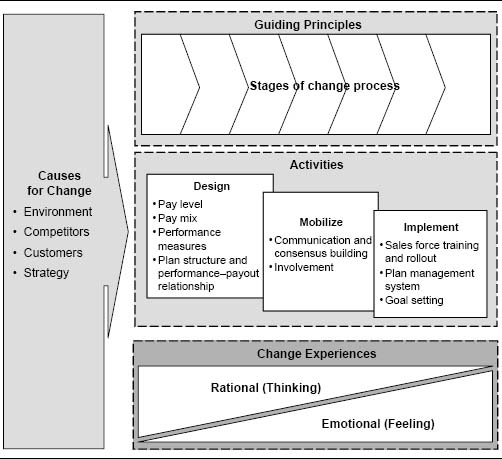 Guiding Principles
Stages of change process
Causes
for Change
• Environment
• Competitors
• Customers
• Strategy
Activities
Design
• Pay level
• Pay mix
• Performance
measures
• Plan structure and
performance–payout
relationship
Mobilize
• Communication and
consensus building
• Involvement
Implement
• Sales force training
and rollout
• Plan management
system
• Goal setting
Change Experiences
Rational (Thinking)
Emotional (Feeling)